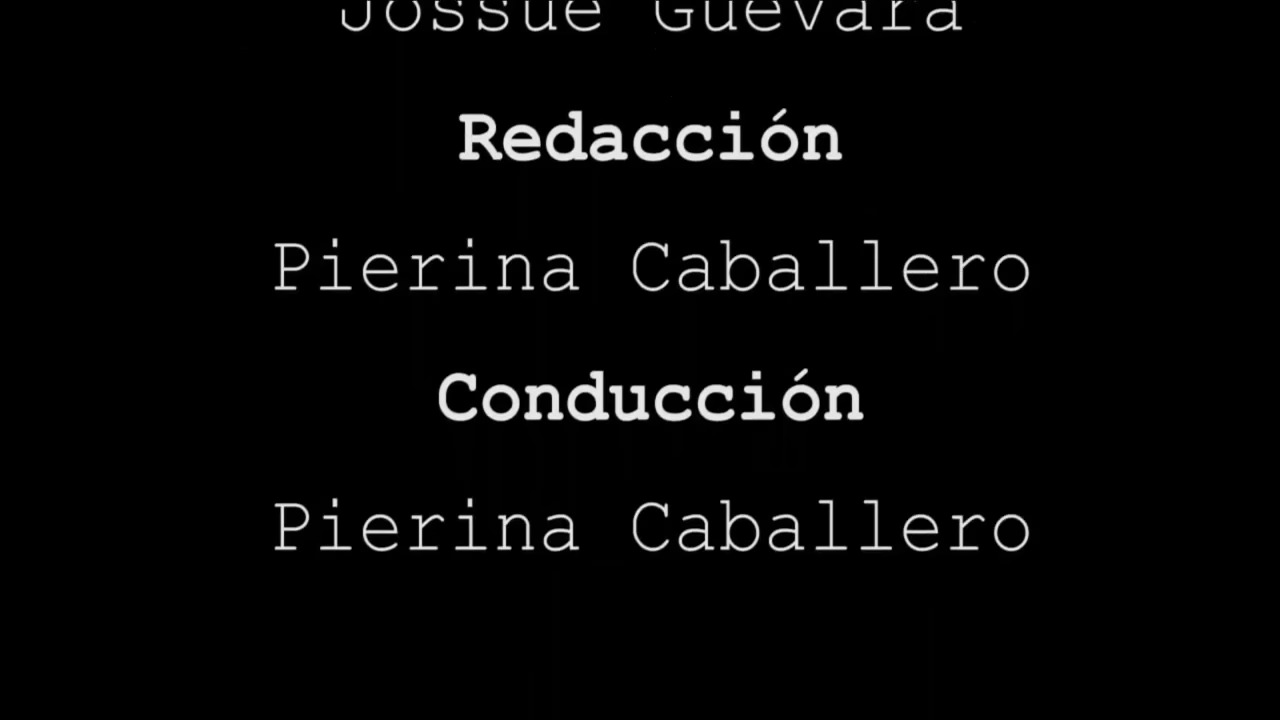 Jossue Guevara
Redacción
Pierina Caballero
Conducción
Pierina Caballero